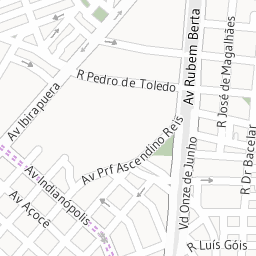 Av Rubem Berta
R José de Magalhães
R Pedro de Toledo
Av Ibirapuera
Av Prf Ascendino Reis
Vd Onze de Junho
R Dr Bacelar
Av Indianópolis
Av Açocê
R Luís Góis